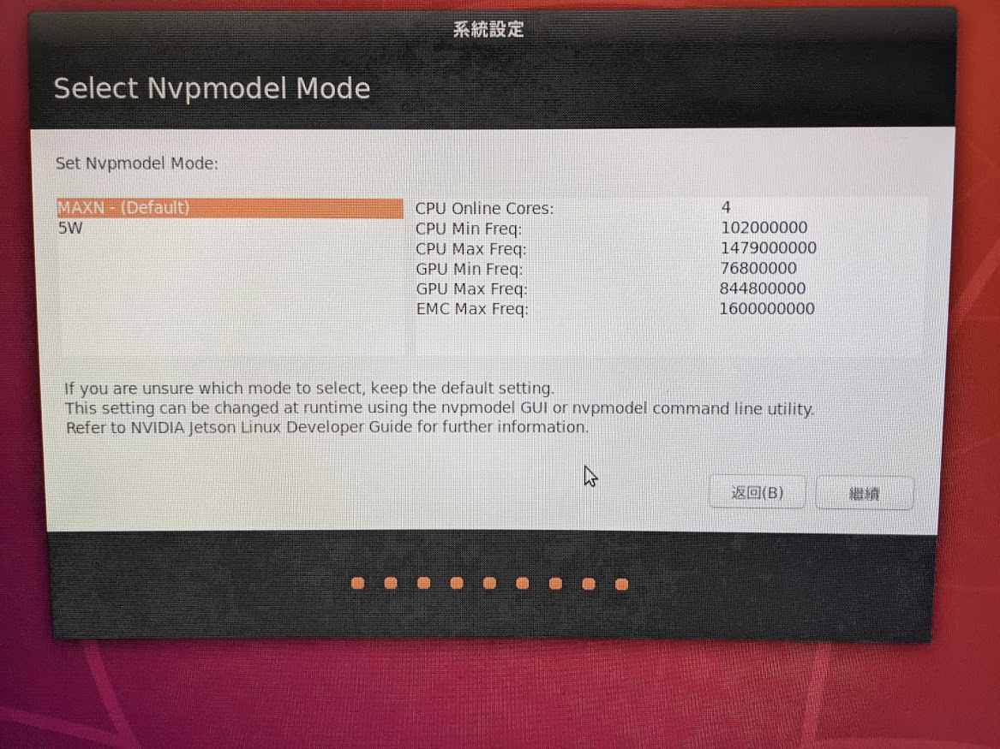 系統設定
Select Nvpmodel Mode
Set Nvpmodel Mode:
MAXN - (Default)
5W
CPU Online Cores: 4
CPU Min Freq: 102000000
CPU Max Freq: 1479000000
GPU Min Freq: 76800000
GPU Max Freq: 844800000
EMC Max Freq: 1600000000
If you are unsure which mode to select, keep the default setting.
This setting can be changed at runtime using the nvpmodel GUI or nvpmodel command line utility.
Refer to NVIDIA Jetson Linux Developer Guide for further information.
返回(B)
繼續